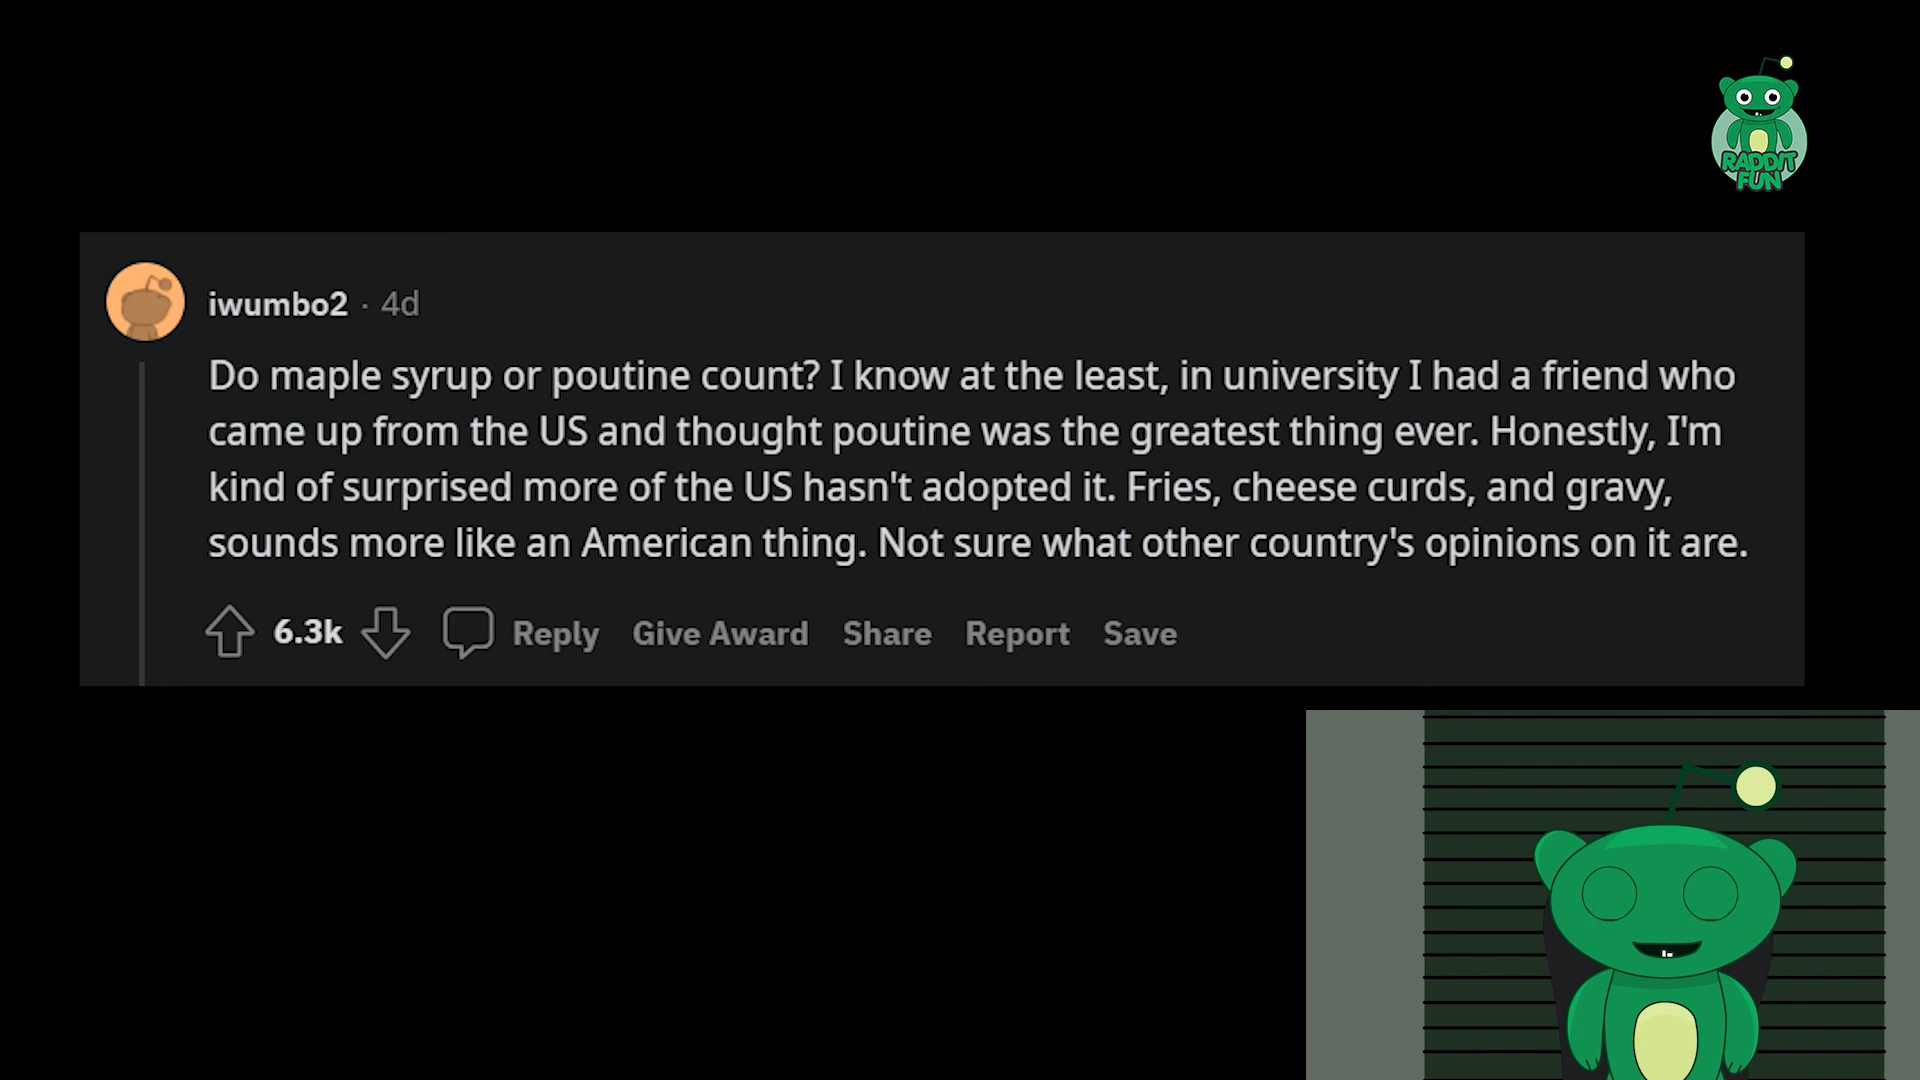 RADDIT
FUN
iwumbo2 · 4d
Do maple syrup or poutine count? I know at the least, in university I had a friend who
came up from the US and thought poutine was the greatest thing ever. Honestly, I'm
kind of surprised more of the US hasn't adopted it. Fries, cheese curds, and gravy,
sounds more like an American thing. Not sure what other country's opinions on it are.
6.3k Reply Give Award Share Report Save